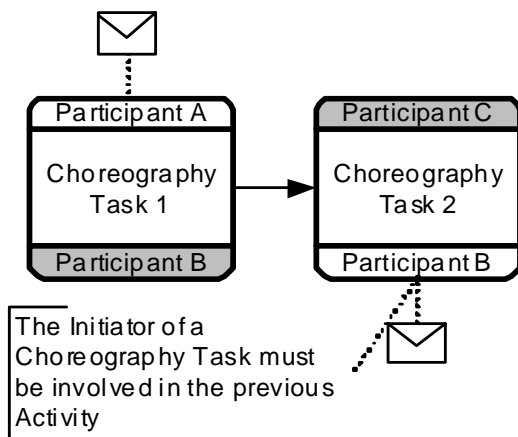 Participant A
Choreography
Task 1
Participant B
Participant C
Choreography
Task 2
Participant B
The Initiator of a
Choreography Task must
be involved in the previous
Activity